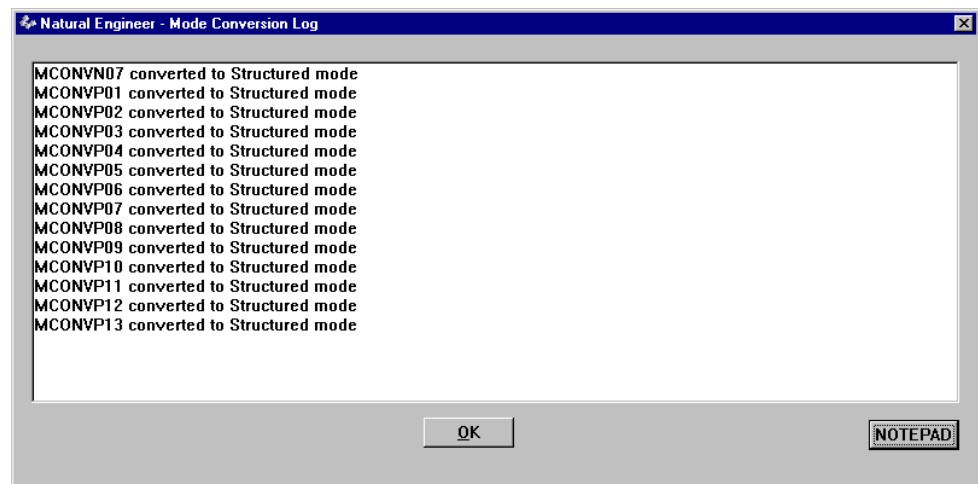 Natural Engineer - Mode Conversion Log
MCONVN07 converted to Structured mode
MCONVP01 converted to Structured mode
MCONVP02 converted to Structured mode
MCONVP03 converted to Structured mode
MCONVP04 converted to Structured mode
MCONVP05 converted to Structured mode
MCONVP06 converted to Structured mode
MCONVP07 converted to Structured mode
MCONVP08 converted to Structured mode
MCONVP09 converted to Structured mode
MCONVP10 converted to Structured mode
MCONVP11 converted to Structured mode
MCONVP12 converted to Structured mode
MCONVP13 converted to Structured mode
OK
NOTEPAD